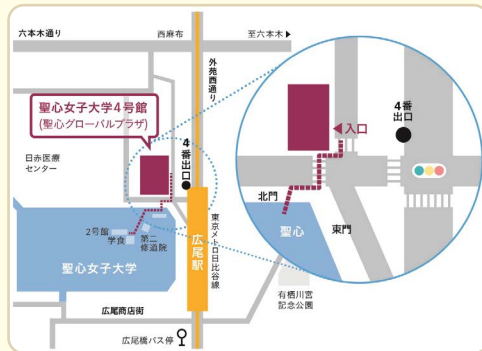 六本木通り
西麻布
至六本木▶
外苑西通り
聖心女子大学4号館
(聖心グローバルプラザ)
4番出口
日赤医療
センター
2号館
学食
第二
修道院
聖心女子大学
広尾駅
東京メトロ日比谷線
広尾商店街
広尾橋バス停
有栖川宮
記念公園
4番
出口
◀入口
北門
聖心
東門